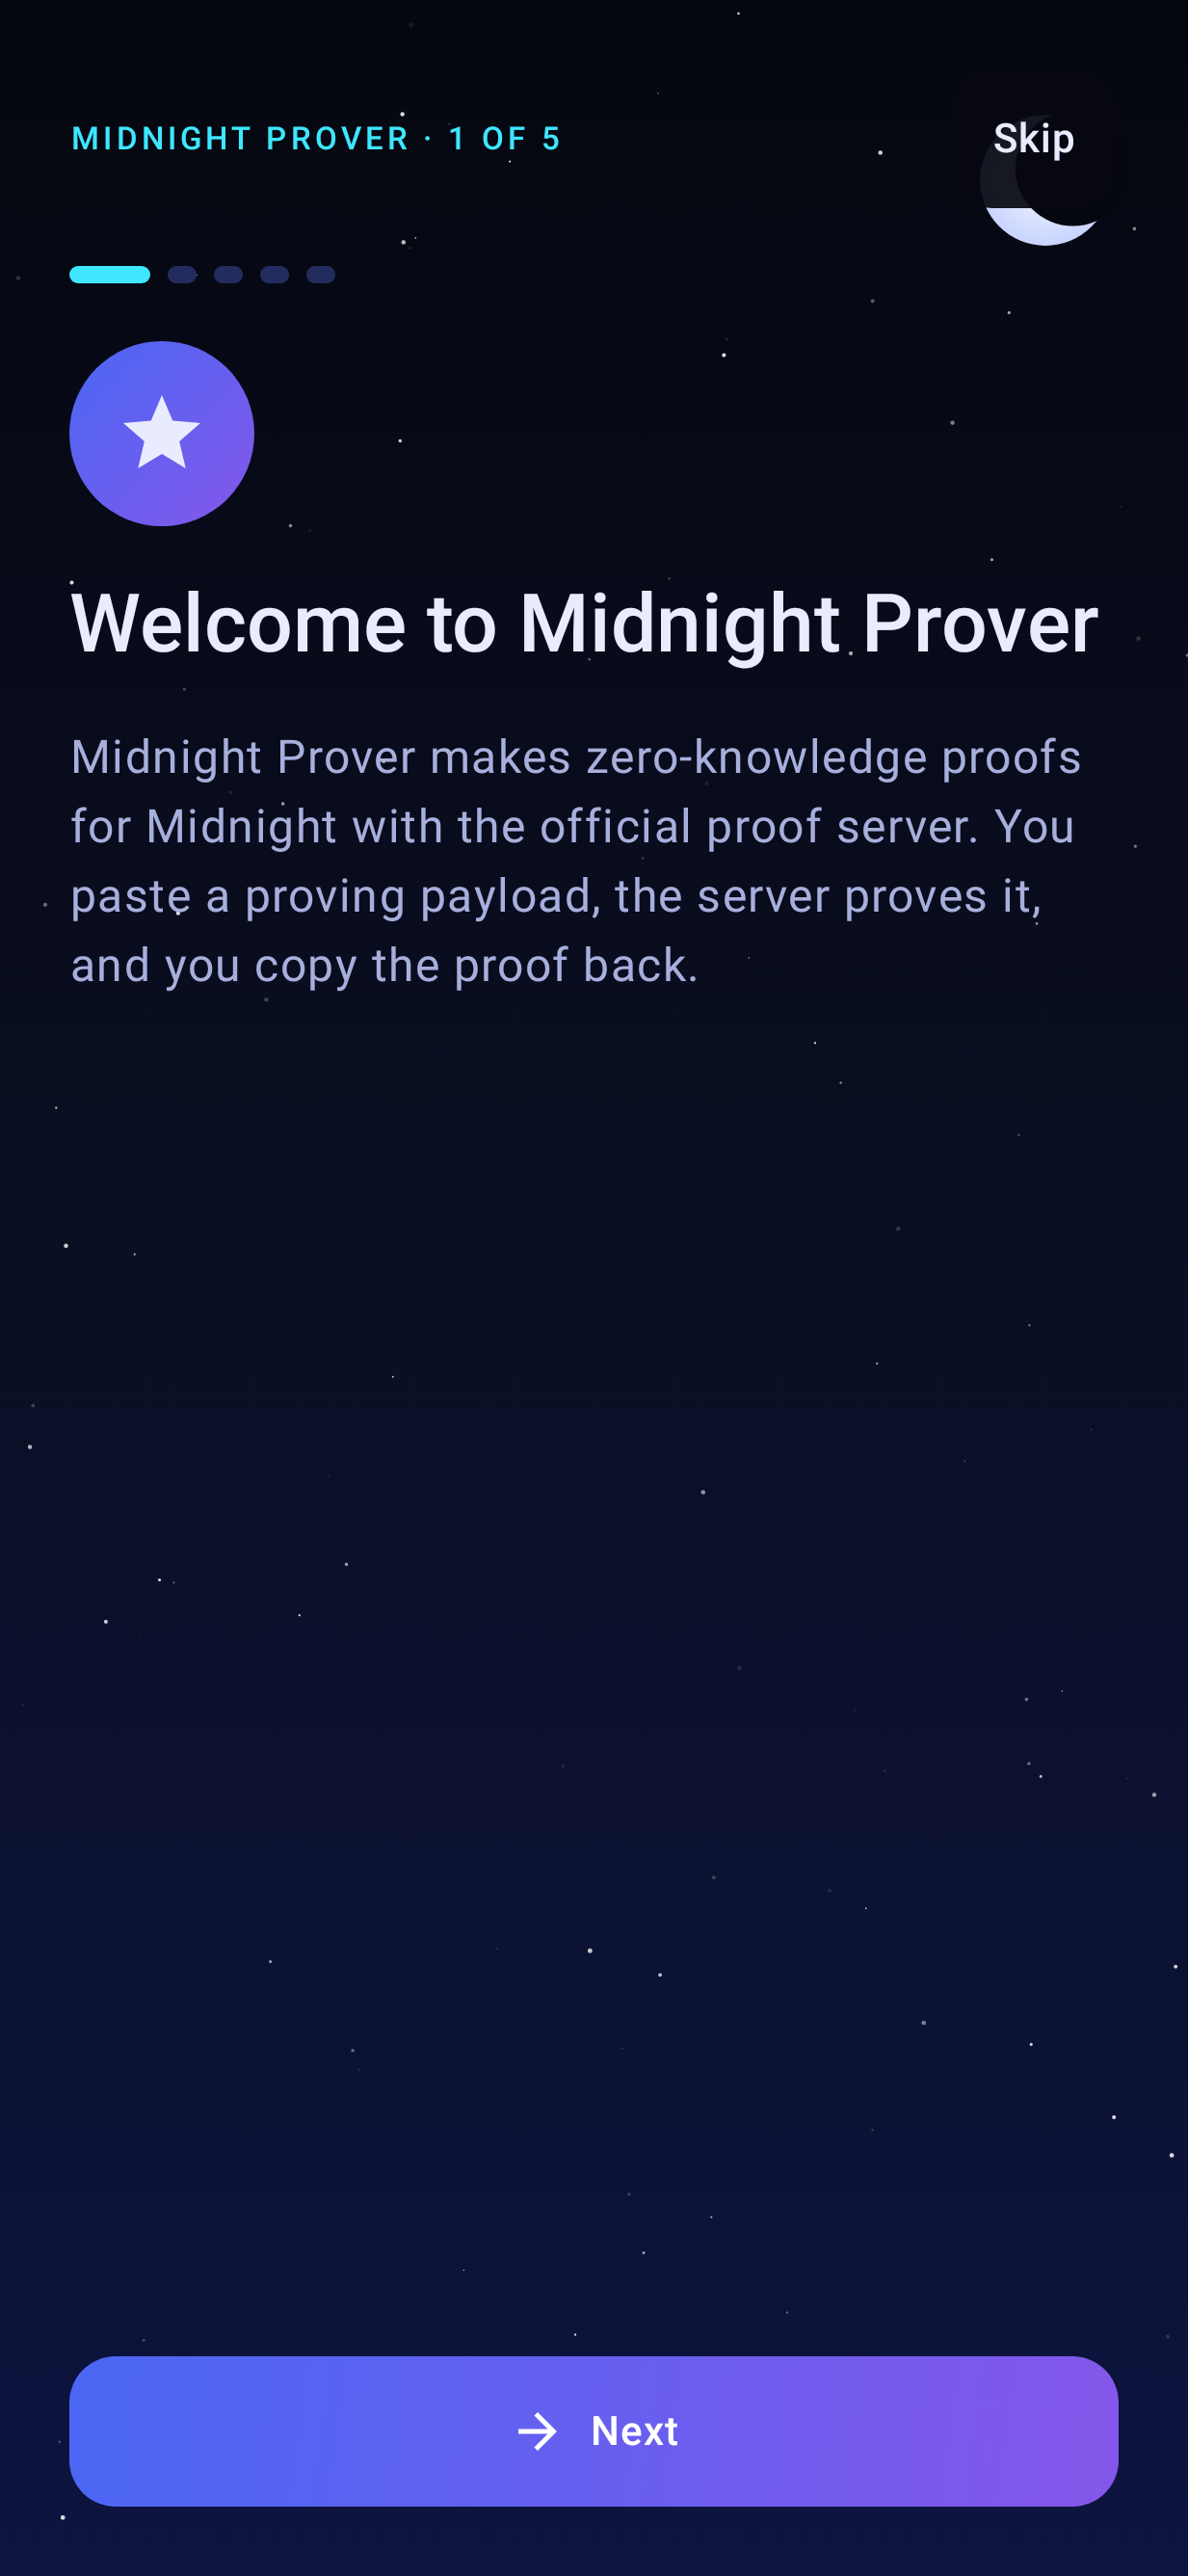 MIDNIGHT PROVER · 1 OF 5
Skip
Welcome to Midnight Prover
Midnight Prover makes zero-knowledge proofs
for Midnight with the official proof server. You
paste a proving payload, the server proves it,
and you copy the proof back.
Next